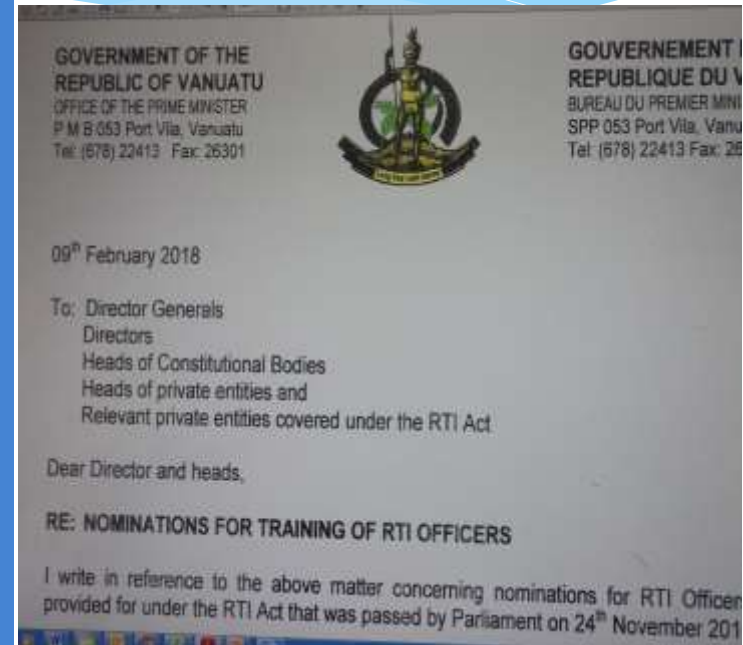 GOVERNMENT OF THE
REPUBLIC OF VANUATU
OFFICE OF THE PRIME MINISTER
P M B 053 Port Vila, Vanuatu
Tel: (678) 22413 Fax: 26301
GOUVERNEMENT
REPUBLIQUE DU
BUREAU DU PREMIER
SPP 053 Port Vila,
Tel: (678) 22413 Fax:
09th February 2018
To: Director Generals
Directors
Heads of Constitutional Bodies
Heads of private entities and
Relevant private entities covered under the RTI Act
Dear Director and heads,
RE: NOMINATIONS FOR TRAINING OF RTI OFFICERS
I write in reference to the above matter concerning nominations for RTI
provided for under the RTI Act that was passed by Parliament on 24th November